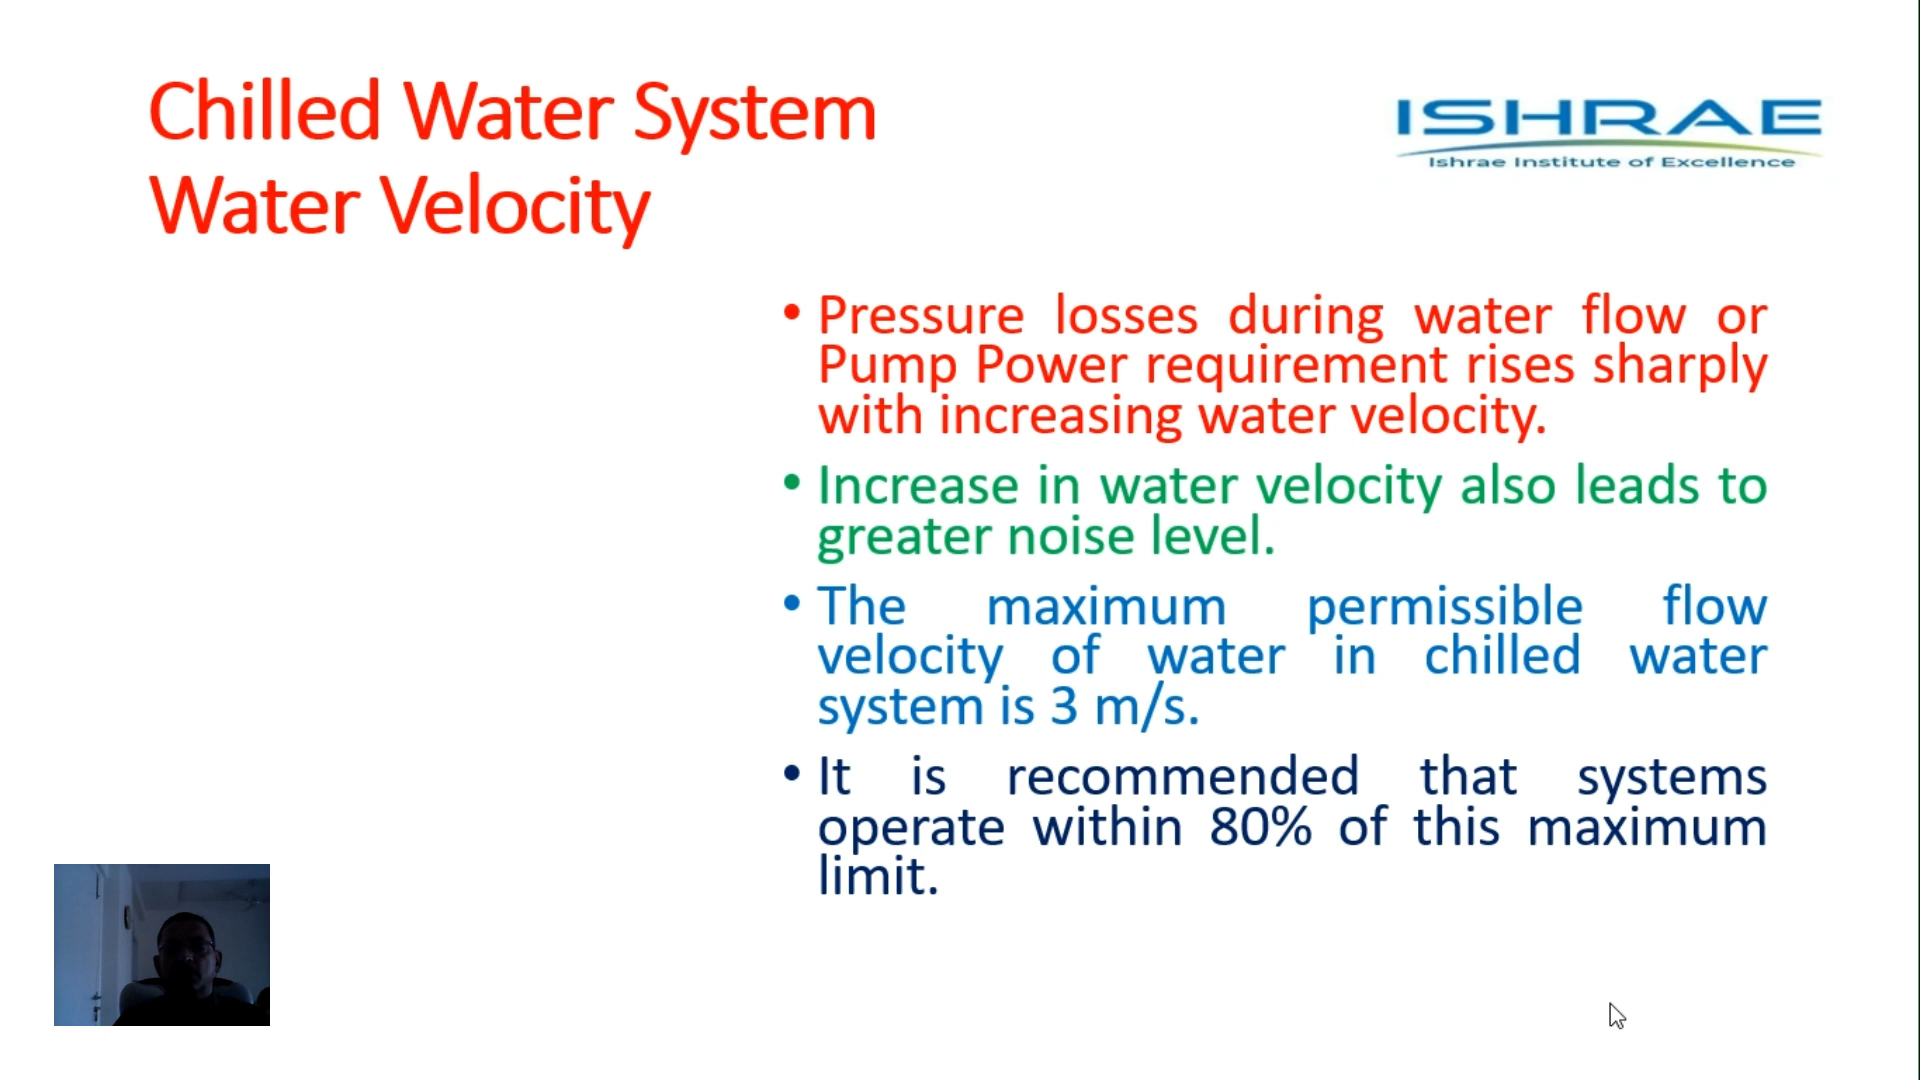 Chilled Water System
Water Velocity
ISHRAE
Ishrae Institute of Excellence
• Pressure losses during water flow or
Pump Power requirement rises sharply
with increasing water velocity.
• Increase in water velocity also leads to
greater noise level.
• The maximum permissible flow
velocity of water in chilled water
system is 3 m/s.
• It is recommended that systems
operate within 80% of this maximum
limit.